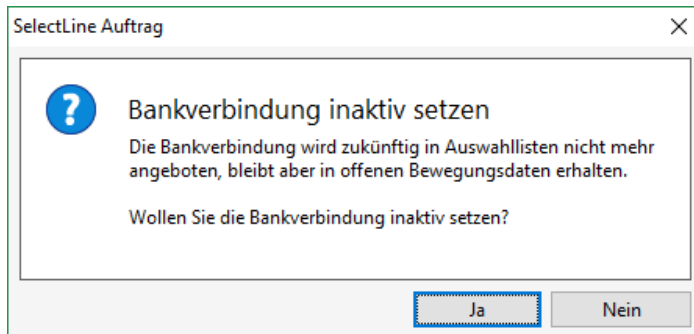 SelectLine Auftrag
Bankverbindung inaktiv setzen
Die Bankverbindung wird zukünftig in Auswahllisten nicht mehr
angeboten, bleibt aber in offenen Bewegungsdaten erhalten.
Wollen Sie die Bankverbindung inaktiv setzen?
Ja
Nein